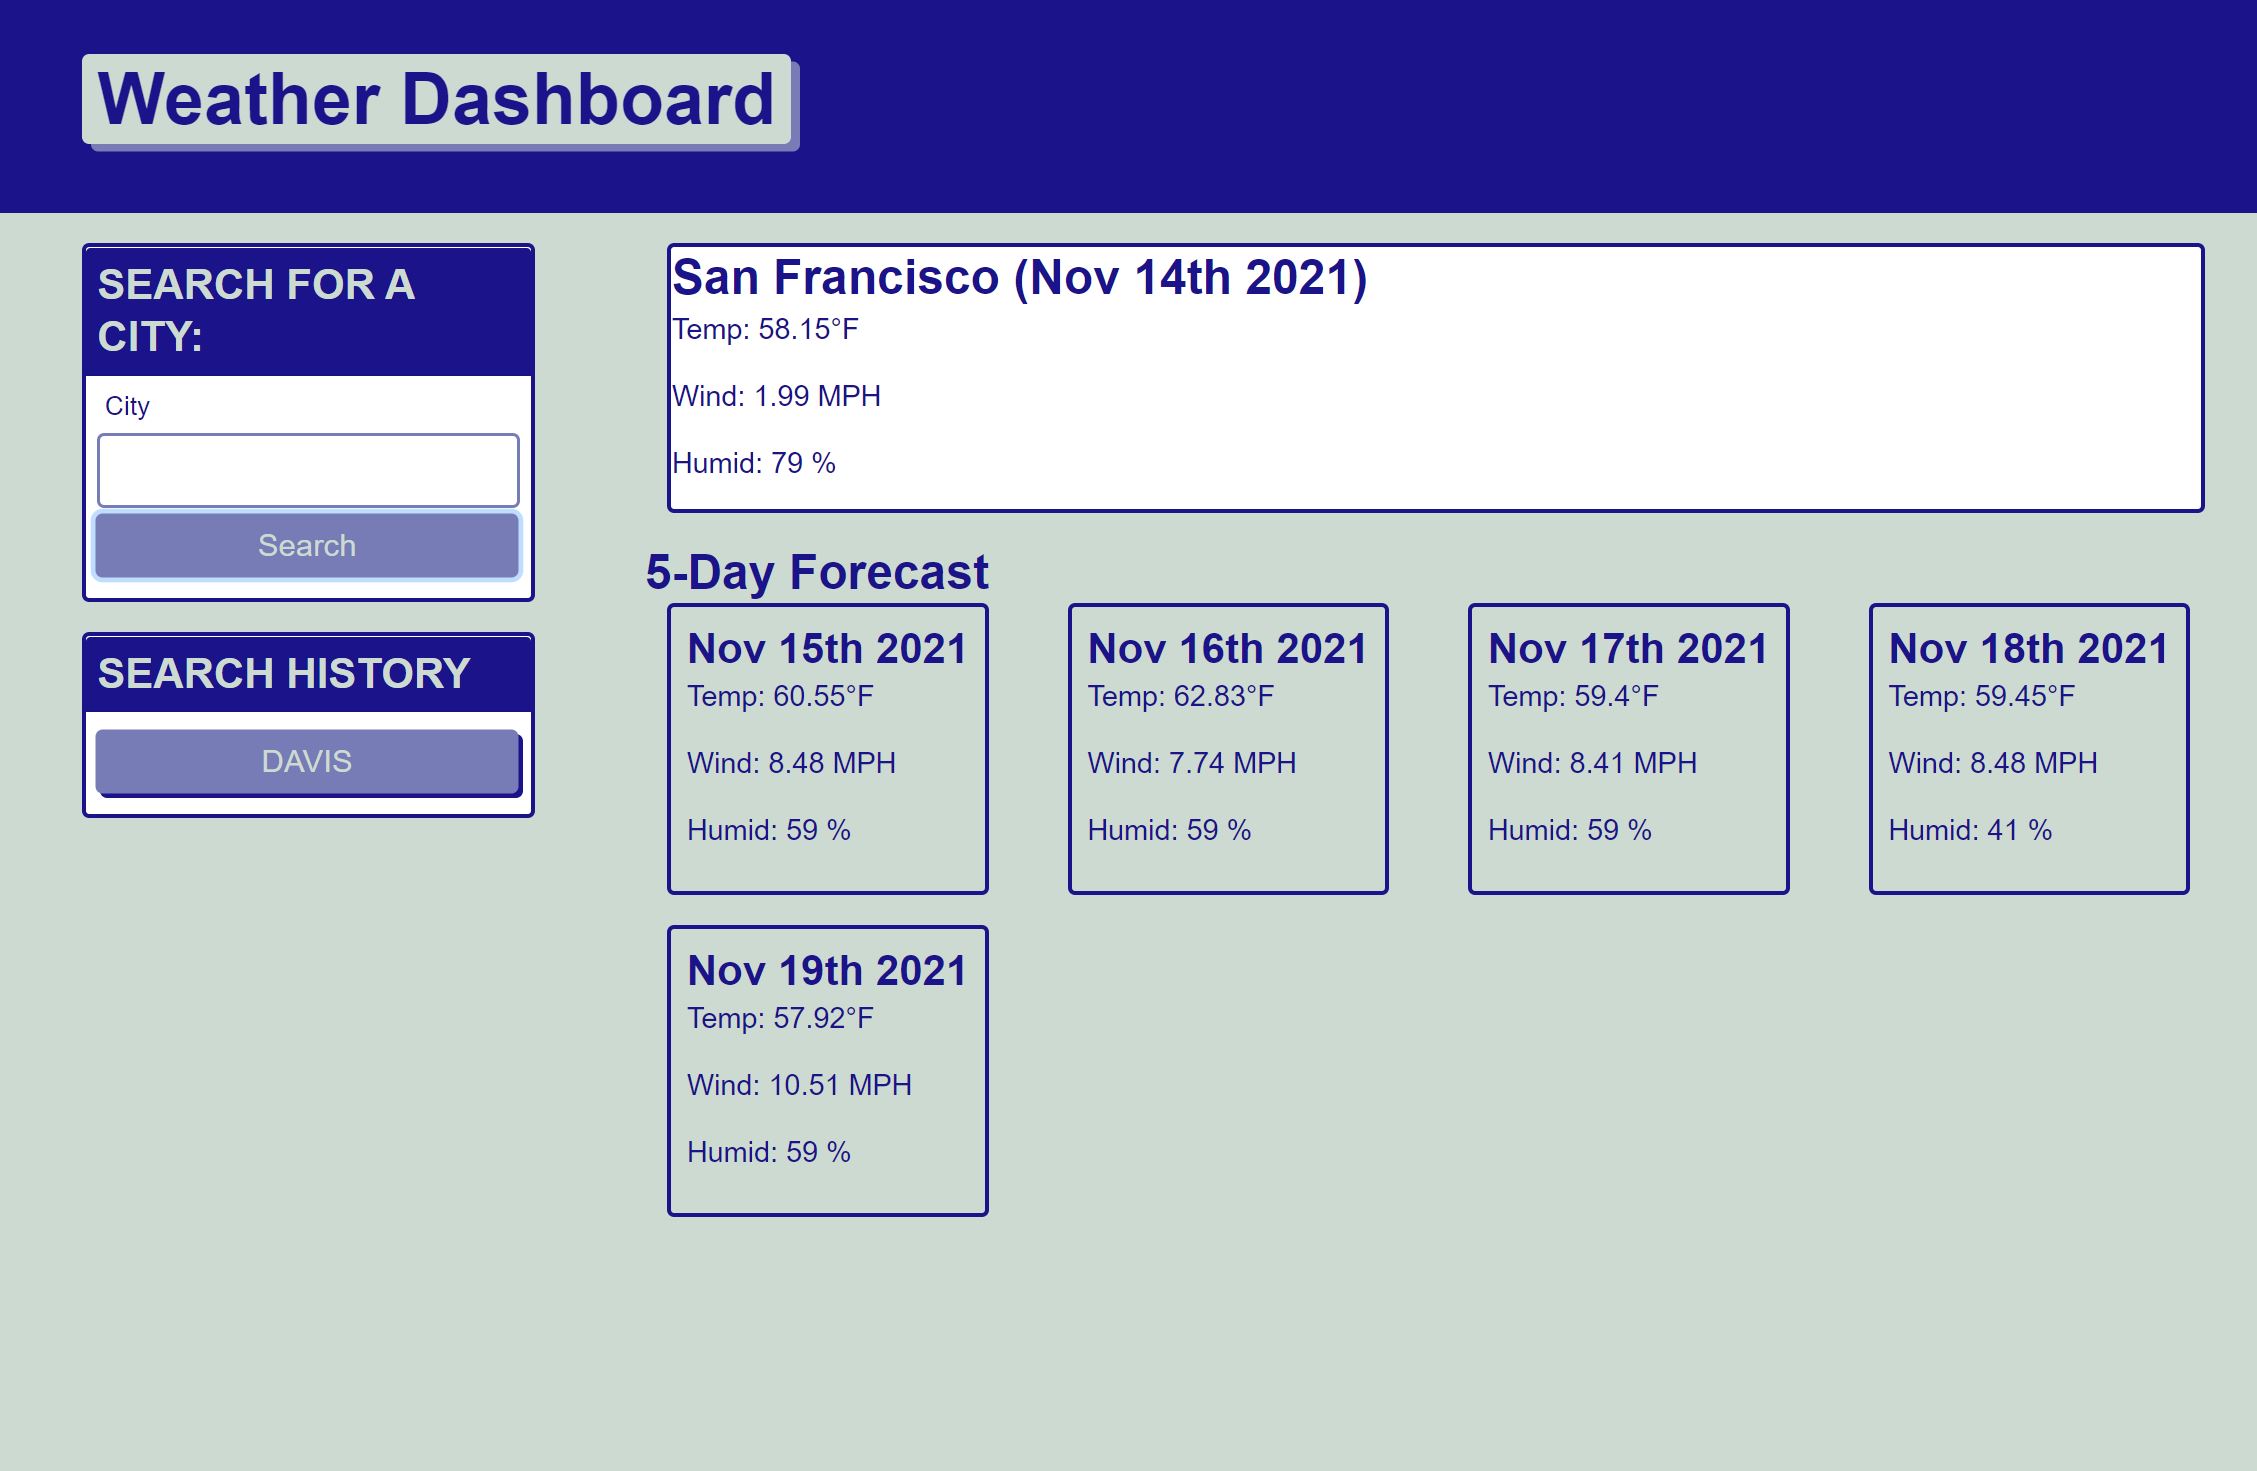 Weather Dashboard
SEARCH FOR A
CITY:
City
Search
SEARCH HISTORY
DAVIS
San Francisco (Nov 14th 2021)
Temp: 58.15°F
Wind: 1.99 MPH
Humid: 79 %
5-Day Forecast
Nov 15th 2021
Temp: 60.55°F
Wind: 8.48 MPH
Humid: 59 %
Nov 16th 2021
Temp: 62.83°F
Wind: 7.74 MPH
Humid: 59 %
Nov 17th 2021
Temp: 59.4°F
Wind: 8.41 MPH
Humid: 59 %
Nov 18th 2021
Temp: 59.45°F
Wind: 8.48 MPH
Humid: 41 %
Nov 19th 2021
Temp: 57.92°F
Wind: 10.51 MPH
Humid: 59 %